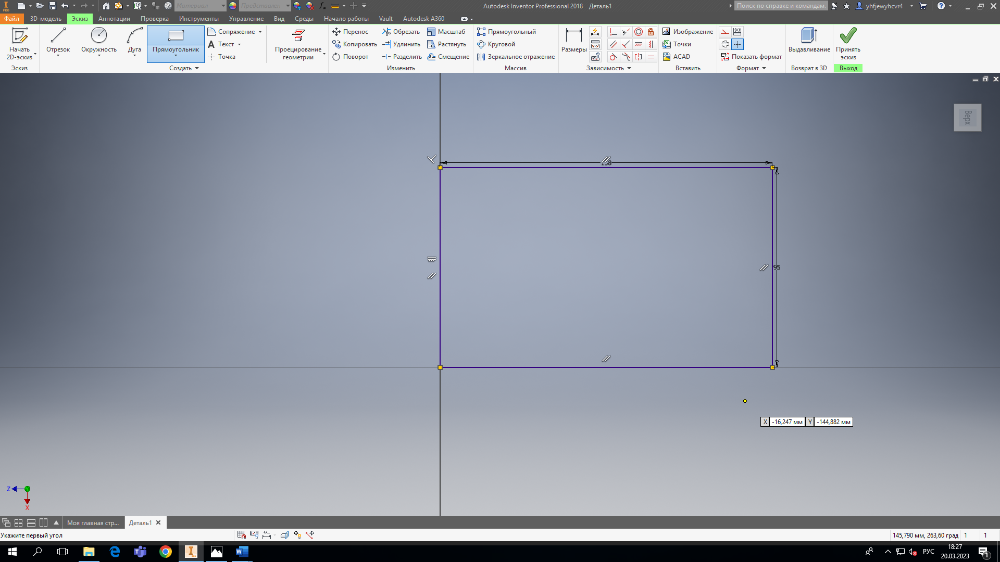 Материал
Представлен
Autodesk Inventor Professional 2018 Деталь1
Поиск по справке и командам.
yhfjewyhcvr4
Файл 3D-модель Эскиз Аннотации Проверка Инструменты Управление Вид Среды Начало работы Vault Autodesk A360
Начать 2D-эскиз
Отрезок
Окружность
Дуга
Прямоугольник
Сопряжение
Текст
Точка
Проецирование геометрии
Перенос
Копировать
Поворот
Обрезать
Удлинить
Разделить
Масштаб
Растянуть
Смещение
Прямоугольный
Круговой
Зеркальное отражение
Размеры
Изображение
Точки
ACAD
Показать формат
Выдавливание
Принять эскиз
Эскиз
Создать
Изменить
Массив
Зависимость
Вставить
Формат
Возврат в 3D
Выход
Верх
95
X -16,247 мм Y -144,882 мм
Z
X
Моя главная стр...
Деталь1
Укажите первый угол
145,790 мм, 263,60 град 1 1
РУС
18:27
20.03.2023
1